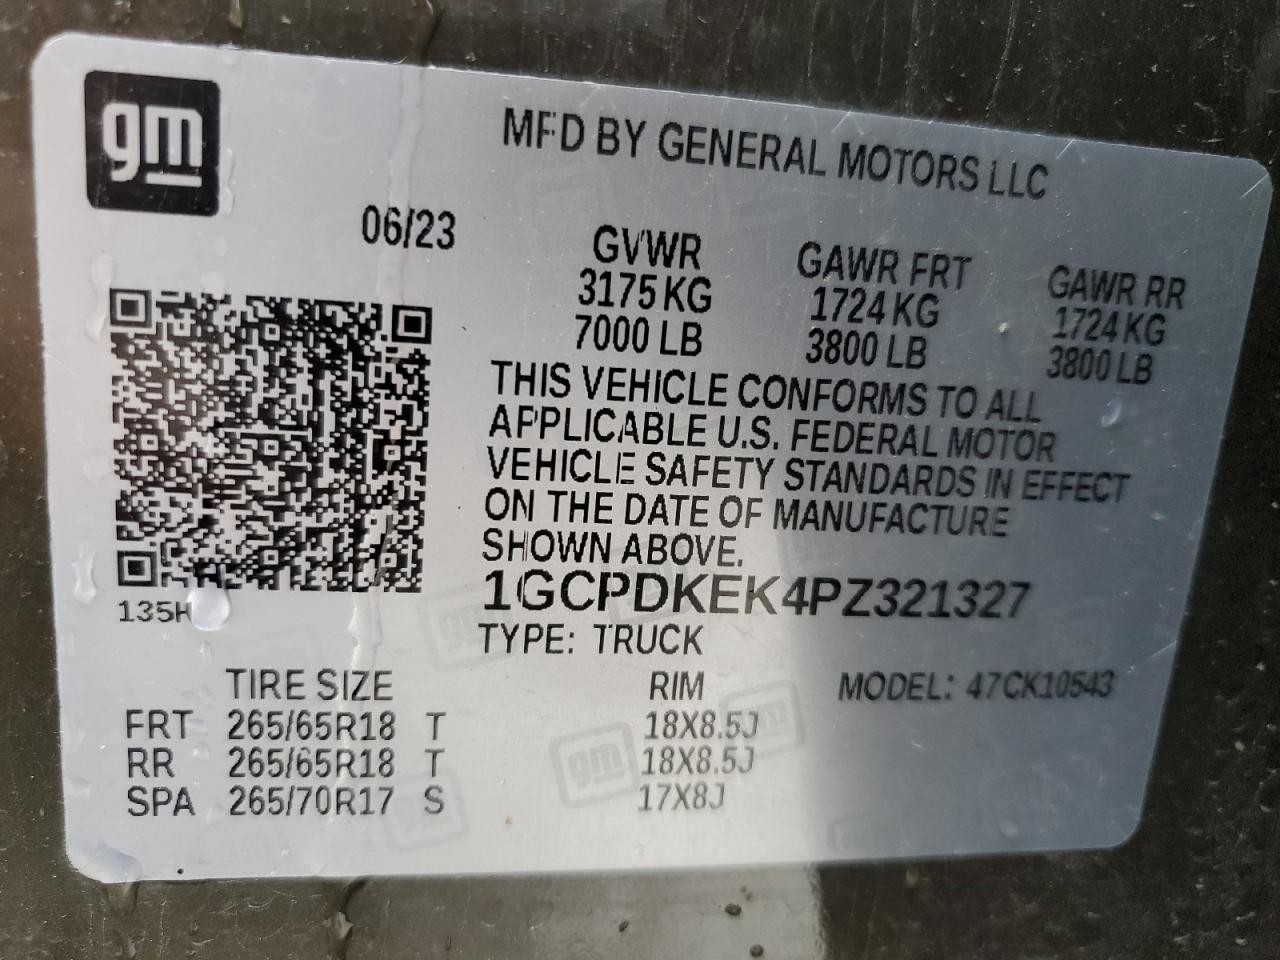 gm
MFD BY GENERAL MOTORS LLC
06/23
GVWR GAWR FRT GAWR RR
3175 KG 1724 KG 1724 KG
7000 LB 3800 LB 3800 LB
THIS VEHICLE CONFORMS TO ALL
APPLICABLE U.S. FEDERAL MOTOR
VEHICLE SAFETY STANDARDS IN EFFECT
ON THE DATE OF MANUFACTURE
SHOWN ABOVE.
1GCPDKEK4PZ321327
135H
TYPE: TRUCK
TIRE SIZE RIM MODEL: 47CK10543
FRT 265/65R18 T 18X8.5J
RR 265/65R18 T 18X8.5J
SPA 265/70R17 S 17X8J
gm